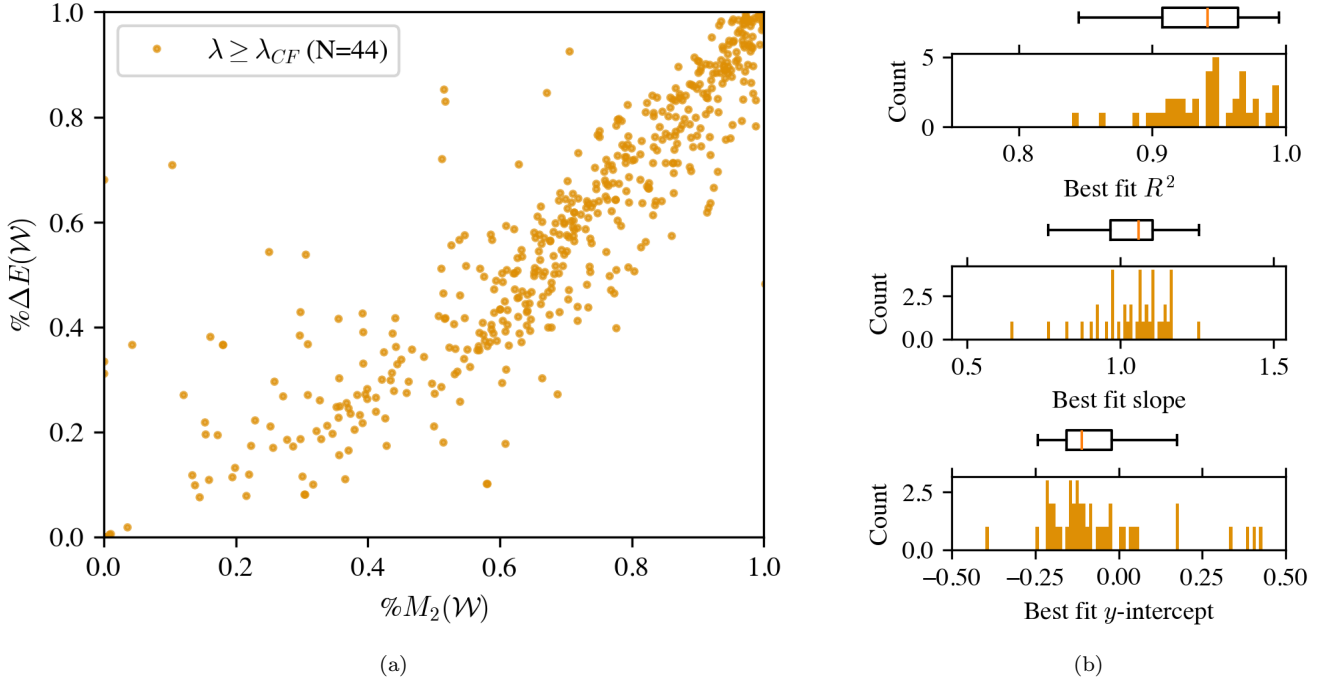 1.0
0.8
0.6
0.4
0.2
0.0
%ΔE(𝒲)
λ ≥ λ_CF (N=44)
0.0 0.2 0.4 0.6 0.8 1.0
%M₂(𝒲)
(a)
5
0
Count
0.8 0.9 1.0
Best fit R²
2.5
0.0
Count
0.5 1.0 1.5
Best fit slope
2.5
0.0
Count
−0.50 −0.25 0.00 0.25 0.50
Best fit y-intercept
(b)